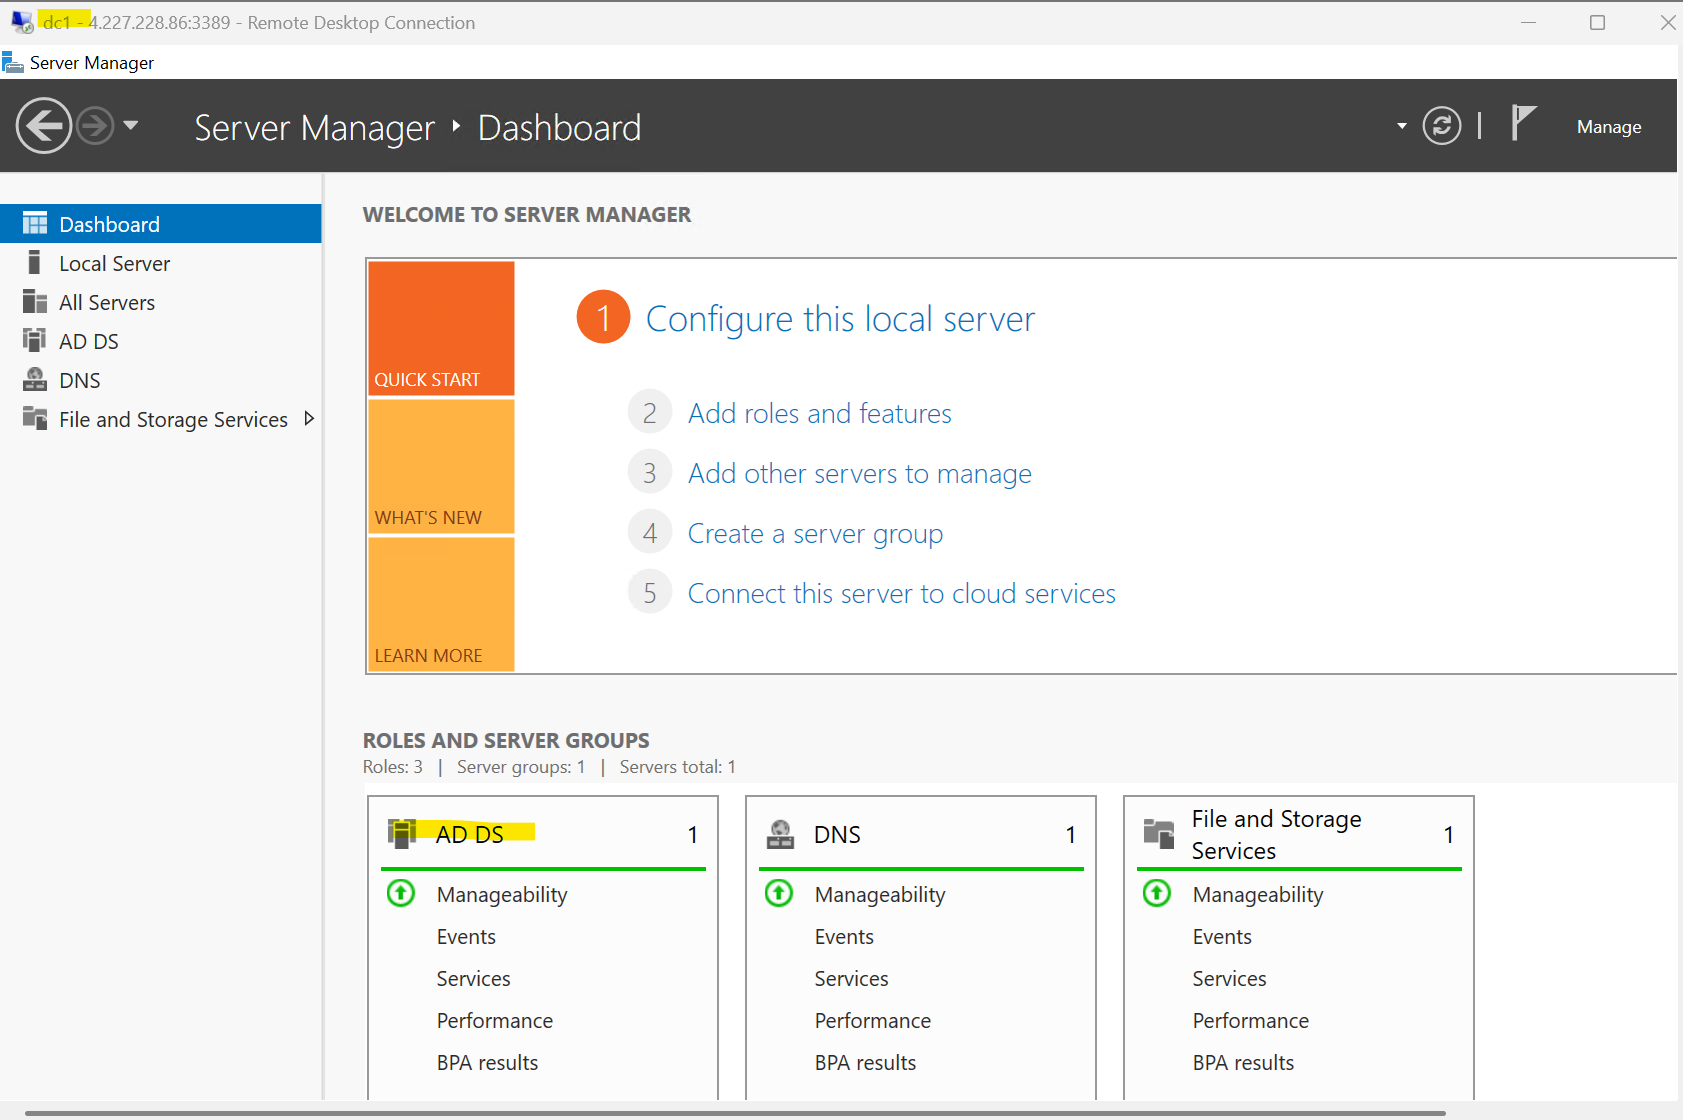 dc1 - 4.227.228.86:3389 - Remote Desktop Connection
Server Manager
Server Manager Dashboard
Manage
Dashboard
Local Server
All Servers
AD DS
DNS
File and Storage Services
WELCOME TO SERVER MANAGER
QUICK START
WHAT'S NEW
LEARN MORE
1 Configure this local server
2 Add roles and features
3 Add other servers to manage
4 Create a server group
5 Connect this server to cloud services
ROLES AND SERVER GROUPS
Roles: 3 | Server groups: 1 | Servers total: 1
AD DS 1
Manageability
Events
Services
Performance
BPA results
DNS 1
Manageability
Events
Services
Performance
BPA results
File and Storage
Services 1
Manageability
Events
Services
Performance
BPA results